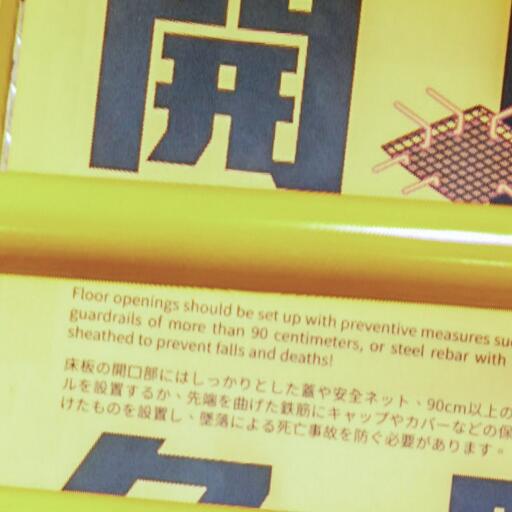 開
Floor openings should be set up with preventive measures
guardrails of more than 90 centimeters, or steel rebar with
sheathed to prevent falls and deaths!
床板の開口部にはしっかりとした蓋や安全ネット、90cm以上の
ルを設置するか、先端を曲げた鉄筋にキャップやカバーなどの保
けたものを設置し、墜落による死亡事故を防ぐ必要があります。